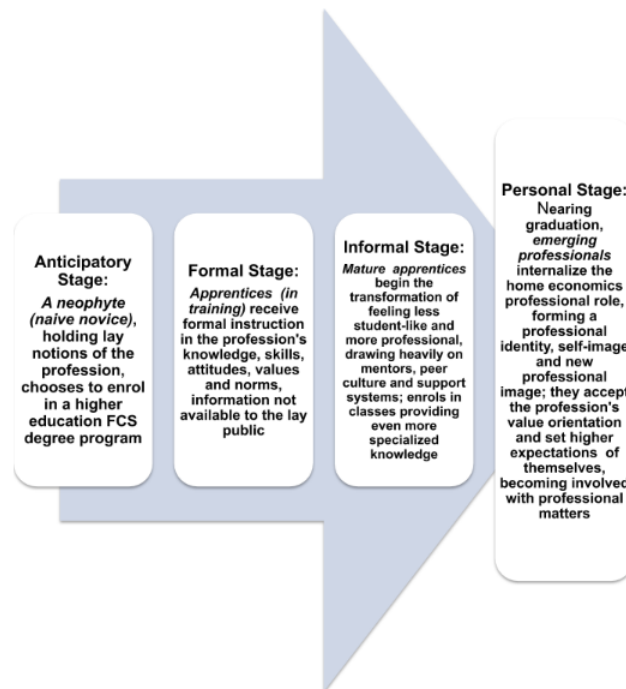 Anticipatory
Stage:
A neophyte
(naive novice),
holding lay
notions of the
profession,
chooses to enrol
in a higher
education FCS
degree program
Formal Stage:
Apprentices (in
training) receive
formal instruction
in the profession's
knowledge, skills,
attitudes, values
and norms,
information not
available to the lay
public
Informal Stage:
Mature apprentices
begin the
transformation of
feeling less
student-like and
more professional,
drawing heavily on
mentors, peer
culture and support
systems; enrols in
classes providing
even more
specialized
knowledge
Personal Stage:
Nearing
graduation,
emerging
professionals
internalize the
home economics
professional role,
forming a
professional
identity, self-image
and new
professional
image; they accept
the profession's
value orientation
and set higher
expectations of
themselves,
becoming involved
with professional
matters